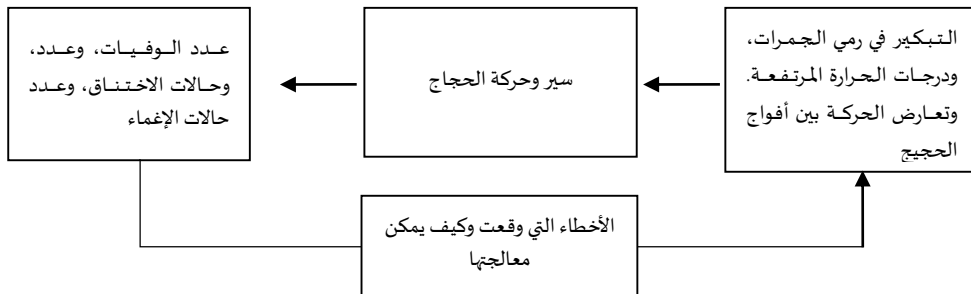 التبكير في رمي الجمرات،
ودرجات الحرارة المرتفعة.
وتعارض الحركة بين أفواج
الحجيج
سير وحركة الحجاج
عدد الوفيات، وعدد،
وحالات الاختناق، وعدد
حالات الإغماء
الأخطاء التي وقعت وكيف يمكن
معالجتها